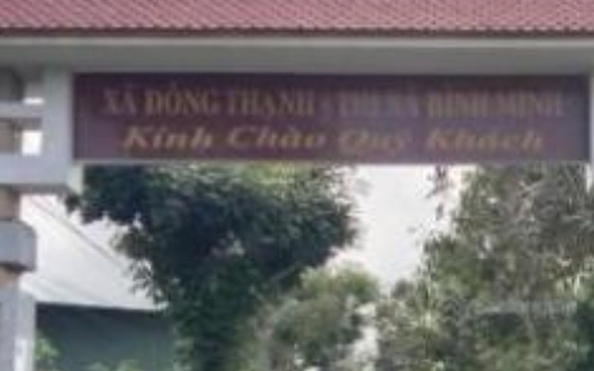 XÃ ĐÔNG THẠNH - THỊ XÃ BÌNH MINH
Kính Chào Quý Khách